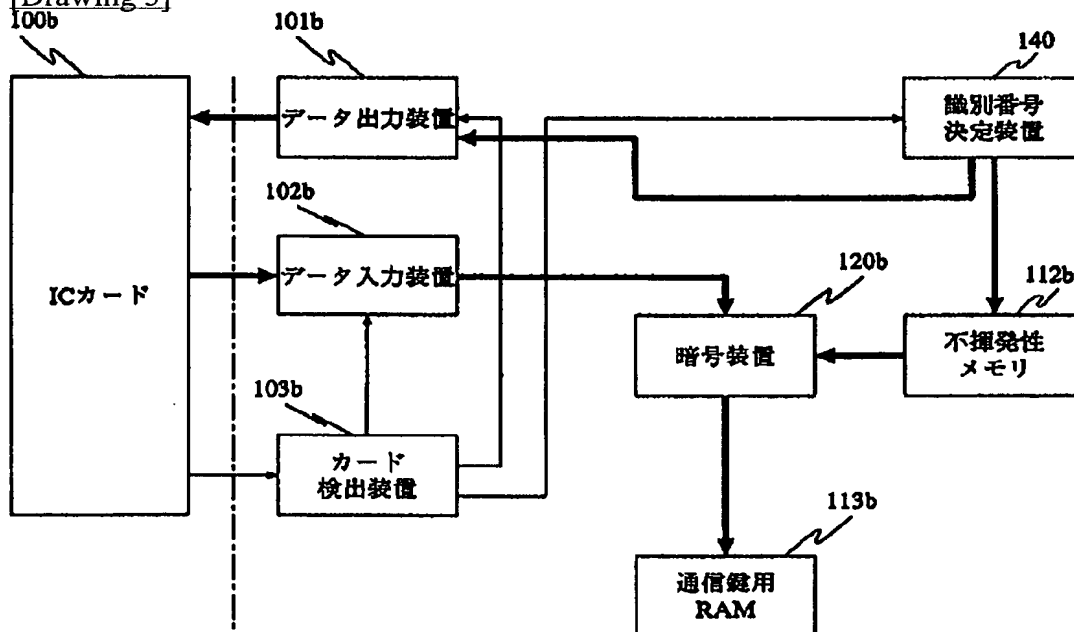 [Drawing 5]
100b
101b
140
データ出力装置
識別番号
決定装置
102b
データ入力装置
120b
112b
ICカード
暗号装置
不揮発性
メモリ
103b
カード
検出装置
113b
通信鍵用
RAM